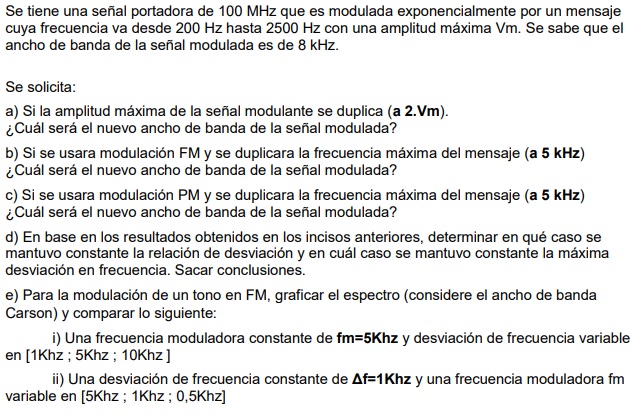 Se tiene una señal portadora de 100 MHz que es modulada exponencialmente por un mensaje
cuya frecuencia va desde 200 Hz hasta 2500 Hz con una amplitud máxima Vm. Se sabe que el
ancho de banda de la señal modulada es de 8 kHz.
Se solicita:
a) Si la amplitud máxima de la señal modulante se duplica (a 2.Vm).
¿Cuál será el nuevo ancho de banda de la señal modulada?
b) Si se usara modulación FM y se duplicara la frecuencia máxima del mensaje (a 5 kHz)
¿Cuál será el nuevo ancho de banda de la señal modulada?
c) Si se usara modulación PM y se duplicara la frecuencia máxima del mensaje (a 5 kHz)
¿Cuál será el nuevo ancho de banda de la señal modulada?
d) En base en los resultados obtenidos en los incisos anteriores, determinar en qué caso se
mantuvo constante la relación de desviación y en cuál caso se mantuvo constante la máxima
desviación en frecuencia. Sacar conclusiones.
e) Para la modulación de un tono en FM, graficar el espectro (considere el ancho de banda
Carson) y comparar lo siguiente:
i) Una frecuencia moduladora constante de fm=5Khz y desviación de frecuencia variable
en [1Khz ; 5Khz ; 10Khz ]
ii) Una desviación de frecuencia constante de Δf=1Khz y una frecuencia moduladora fm
variable en [5Khz ; 1Khz ; 0,5Khz]